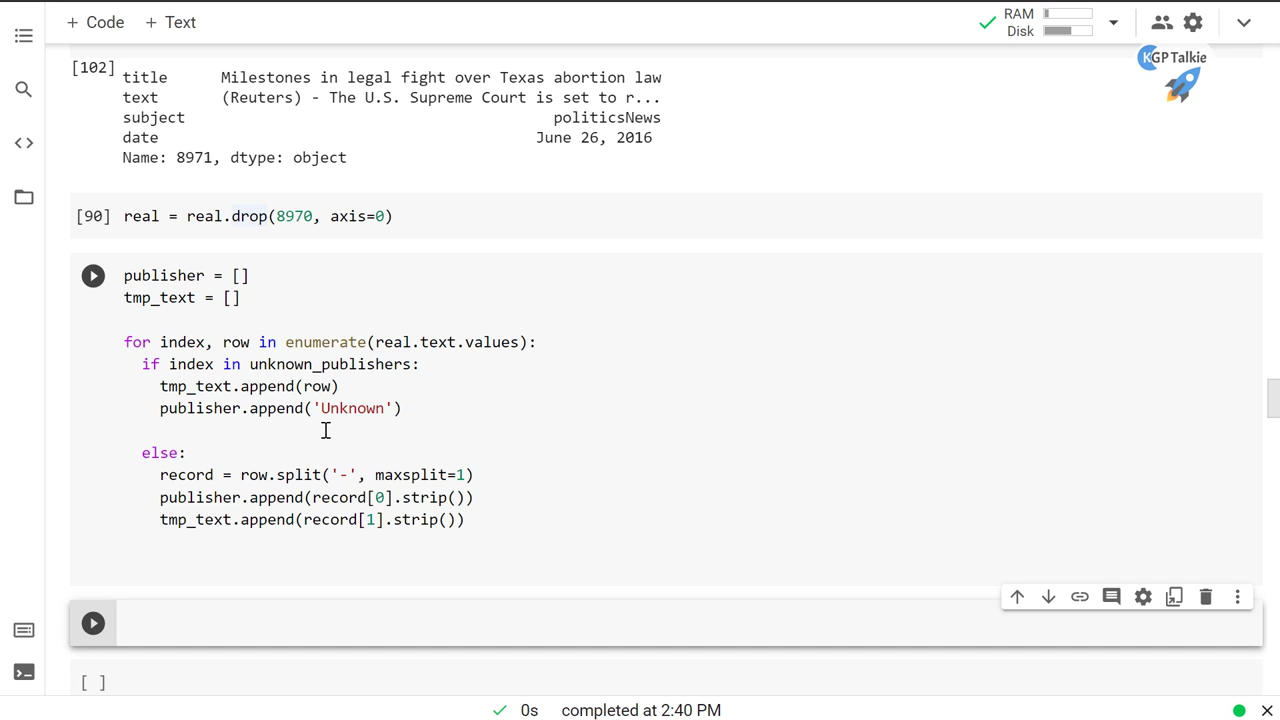 + Code + Text
RAM
Disk
KGP Talkie
[102]
title Milestones in legal fight over Texas abortion law
text (Reuters) - The U.S. Supreme Court is set to r...
subject politicsNews
date June 26, 2016
Name: 8971, dtype: object
[90] real = real.drop(8970, axis=0)
publisher = []
tmp_text = []
for index, row in enumerate(real.text.values):
  if index in unknown_publishers:
    tmp_text.append(row)
    publisher.append('Unknown')
  else:
    record = row.split('-', maxsplit=1)
    publisher.append(record[0].strip())
    tmp_text.append(record[1].strip())
[ ]
0s completed at 2:40 PM